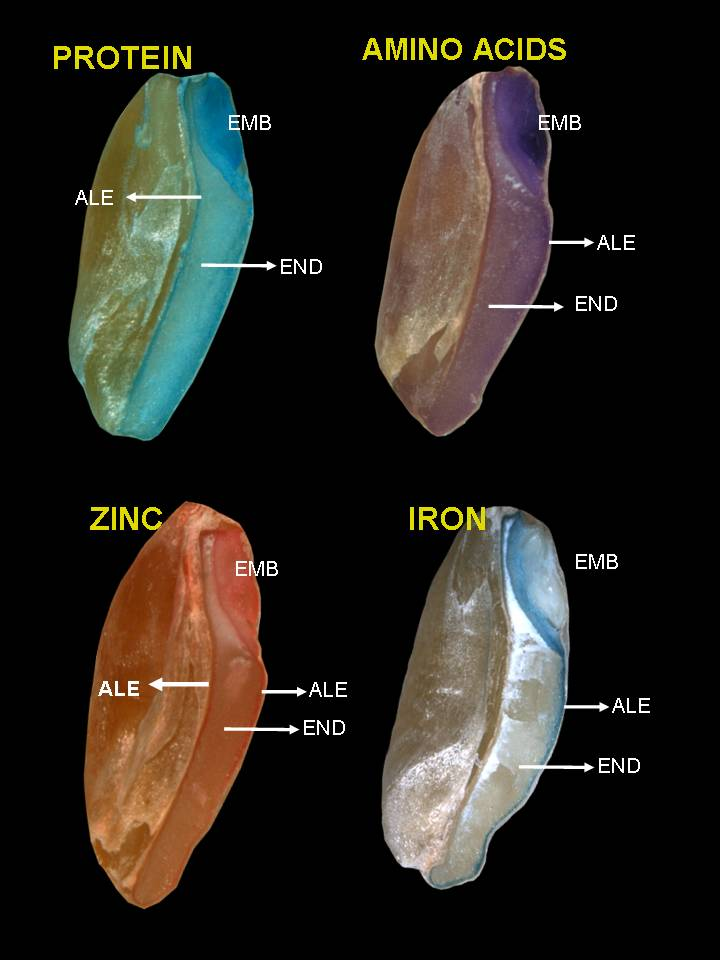 PROTEIN
EMB
ALE
END
AMINO ACIDS
EMB
ALE
END
ZINC
EMB
ALE
ALE
END
IRON
EMB
ALE
END